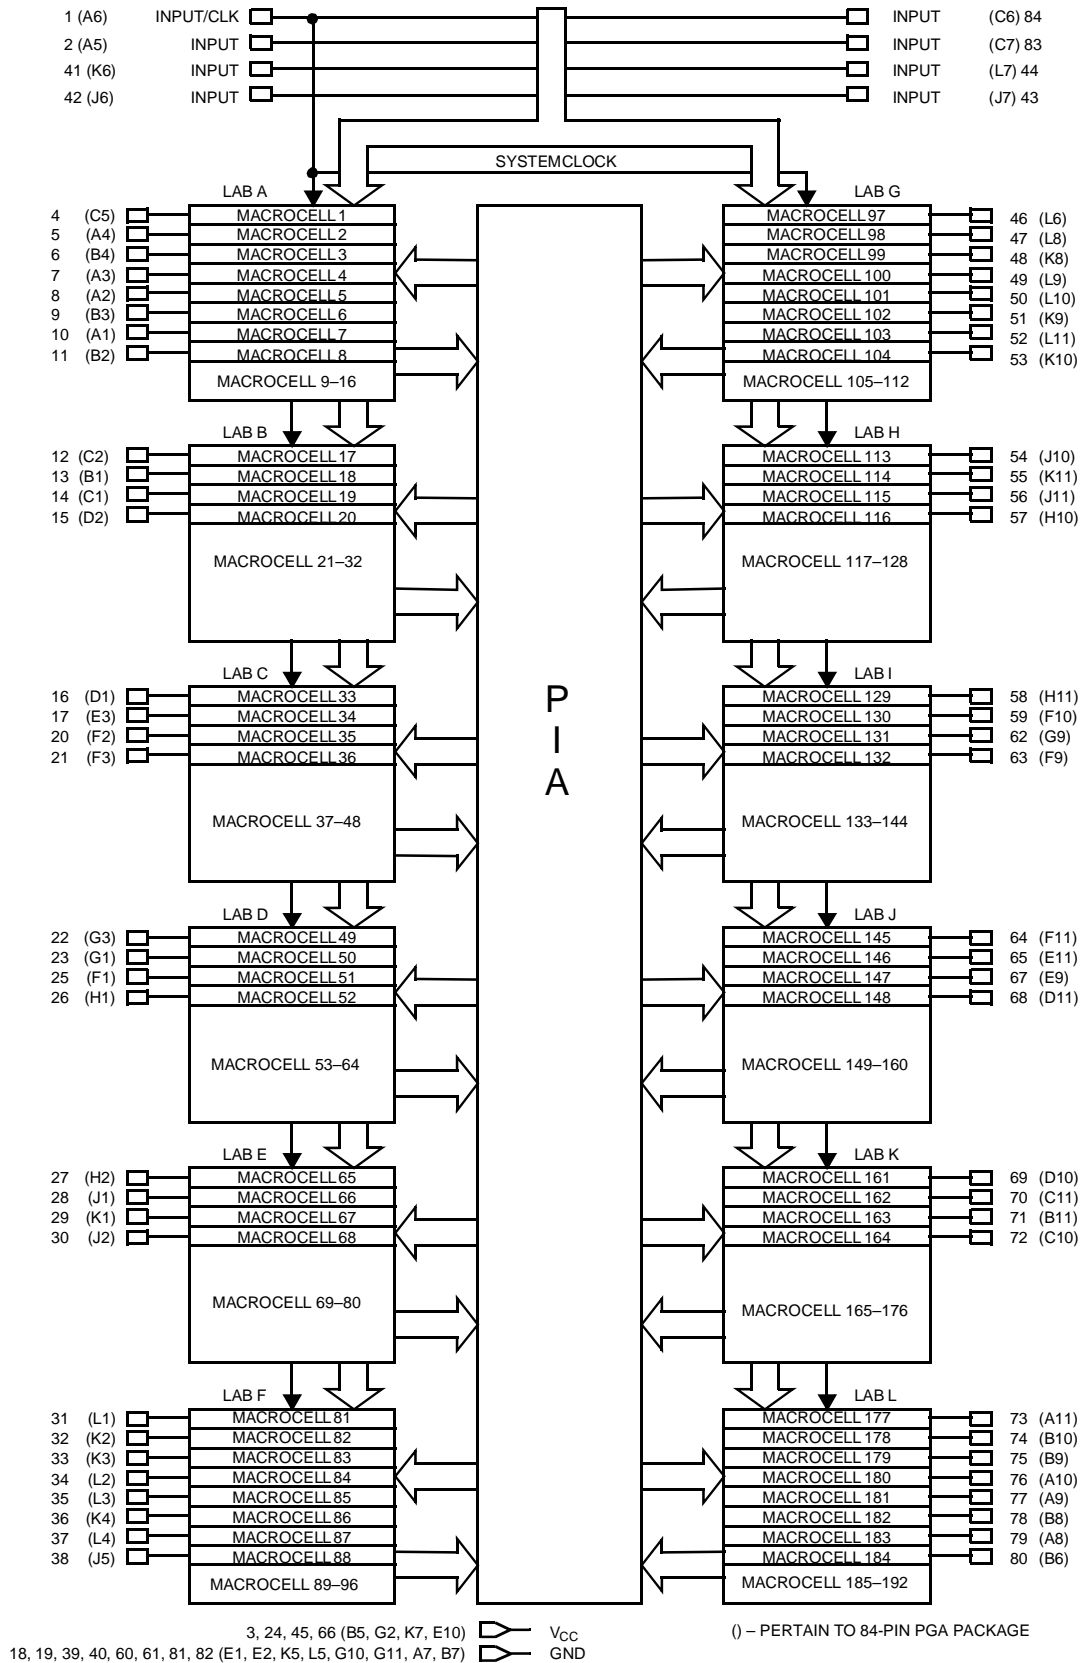 1 (A6) INPUT/CLK INPUT (C6) 84
2 (A5) INPUT INPUT (C7) 83
41 (K6) INPUT INPUT (L7) 44
42 (J6) INPUT INPUT (J7) 43
SYSTEMCLOCK
LAB A LAB G
4 (C5) MACROCELL 1 MACROCELL 97 46 (L6)
5 (A4) MACROCELL 2 MACROCELL 98 47 (L8)
6 (B4) MACROCELL 3 MACROCELL 99 48 (K8)
7 (A3) MACROCELL 4 MACROCELL 100 49 (L9)
8 (A2) MACROCELL 5 MACROCELL 101 50 (L10)
9 (B3) MACROCELL 6 MACROCELL 102 51 (K9)
10 (A1) MACROCELL 7 MACROCELL 103 52 (L11)
11 (B2) MACROCELL 8 MACROCELL 104 53 (K10)
MACROCELL 9–16 MACROCELL 105–112
LAB B LAB H
12 (C2) MACROCELL 17 MACROCELL 113 54 (J10)
13 (B1) MACROCELL 18 MACROCELL 114 55 (K11)
14 (C1) MACROCELL 19 MACROCELL 115 56 (J11)
15 (D2) MACROCELL 20 MACROCELL 116 57 (H10)
MACROCELL 21–32 MACROCELL 117–128
LAB C LAB I
16 (D1) MACROCELL 33 MACROCELL 129 58 (H11)
17 (E3) MACROCELL 34 MACROCELL 130 59 (F10)
20 (F2) MACROCELL 35 MACROCELL 131 62 (G9)
21 (F3) MACROCELL 36 MACROCELL 132 63 (F9)
P
I
A
MACROCELL 37–48 MACROCELL 133–144
LAB D LAB J
22 (G3) MACROCELL 49 MACROCELL 145 64 (F11)
23 (G1) MACROCELL 50 MACROCELL 146 65 (E11)
25 (F1) MACROCELL 51 MACROCELL 147 67 (E9)
26 (H1) MACROCELL 52 MACROCELL 148 68 (D11)
MACROCELL 53–64 MACROCELL 149–160
LAB E LAB K
27 (H2) MACROCELL 65 MACROCELL 161 69 (D10)
28 (J1) MACROCELL 66 MACROCELL 162 70 (C11)
29 (K1) MACROCELL 67 MACROCELL 163 71 (B11)
30 (J2) MACROCELL 68 MACROCELL 164 72 (C10)
MACROCELL 69–80 MACROCELL 165–176
LAB F LAB L
31 (L1) MACROCELL 81 MACROCELL 177 73 (A11)
32 (K2) MACROCELL 82 MACROCELL 178 74 (B10)
33 (K3) MACROCELL 83 MACROCELL 179 75 (B9)
34 (L2) MACROCELL 84 MACROCELL 180 76 (A10)
35 (L3) MACROCELL 85 MACROCELL 181 77 (A9)
36 (K4) MACROCELL 86 MACROCELL 182 78 (B8)
37 (L4) MACROCELL 87 MACROCELL 183 79 (A8)
38 (J5) MACROCELL 88 MACROCELL 184 80 (B6)
MACROCELL 89–96 MACROCELL 185–192
3, 24, 45, 66 (B5, G2, K7, E10) VCC () – PERTAIN TO 84-PIN PGA PACKAGE
18, 19, 39, 40, 60, 61, 81, 82 (E1, E2, K5, L5, G10, G11, A7, B7) GND